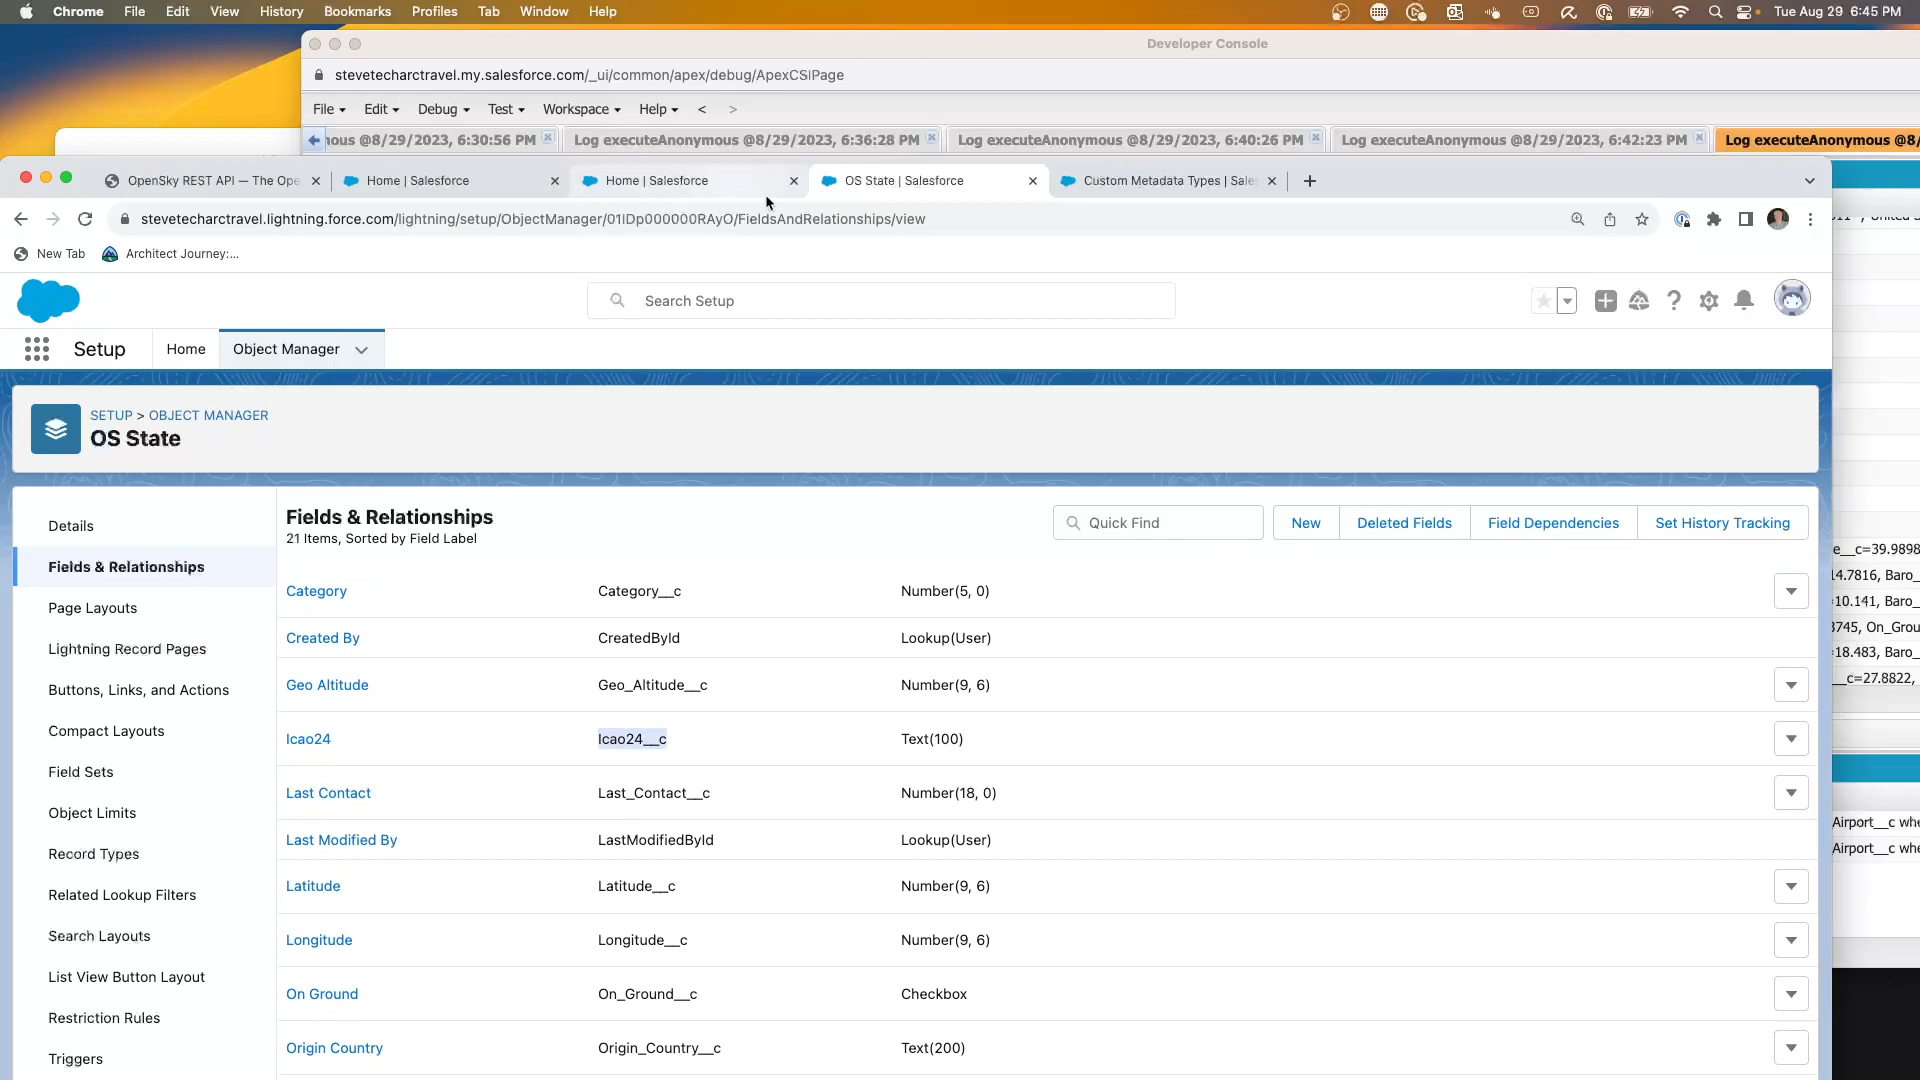 Chrome File Edit View History Bookmarks Profiles Tab Window Help Tue Aug 29 6:45 PM
Developer Console
stevetecharctravel.my.salesforce.com/_ui/common/apex/debug/ApexCSIPage
File Edit Debug Test Workspace Help < >
nous @8/29/2023, 6:30:56 PM Log executeAnonymous @8/29/2023, 6:36:28 PM Log executeAnonymous @8/29/2023, 6:40:26 PM Log executeAnonymous @8/29/2023, 6:42:23 PM Log executeAnonymous @8/
OpenSky REST API — The Ope Home | Salesforce Home | Salesforce OS State | Salesforce Custom Metadata Types | Sale
stevetecharctravel.lightning.force.com/lightning/setup/ObjectManager/01IDp000000RAyO/FieldsAndRelationships/view
New Tab Architect Journey:...
Search Setup
Setup Home Object Manager
SETUP > OBJECT MANAGER
OS State
Details
Fields & Relationships
Page Layouts
Lightning Record Pages
Buttons, Links, and Actions
Compact Layouts
Field Sets
Object Limits
Record Types
Related Lookup Filters
Search Layouts
List View Button Layout
Restriction Rules
Triggers
Fields & Relationships
21 Items, Sorted by Field Label
Quick Find New Deleted Fields Field Dependencies Set History Tracking
Category Category__c Number(5, 0)
Created By CreatedById Lookup(User)
Geo Altitude Geo_Altitude__c Number(9, 6)
Icao24 Icao24__c Text(100)
Last Contact Last_Contact__c Number(18, 0)
Last Modified By LastModifiedById Lookup(User)
Latitude Latitude__c Number(9, 6)
Longitude Longitude__c Number(9, 6)
On Ground On_Ground__c Checkbox
Origin Country Origin_Country__c Text(200)
e__c=39.9898
14.7816, Baro_
=10.141, Baro_
3745, On_Grou
=18.483, Baro_
__c=27.8822,
Airport__c whe
Airport__c whe